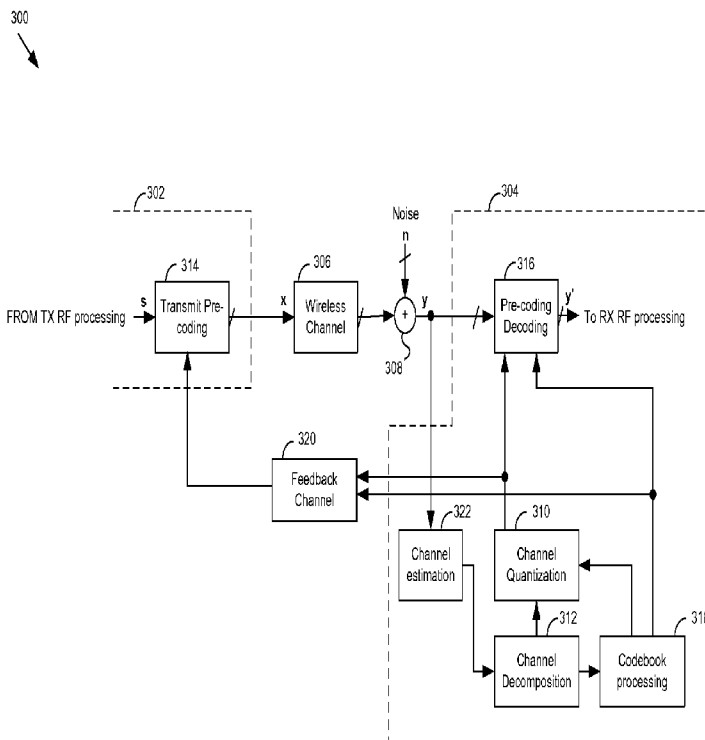 300
302
304
Noise
n
314
306
316
s
Transmit Pre-
coding
x
Wireless
Channel
+
y
Pre-coding
Decoding
y'
FROM TX RF processing
To RX RF processing
308
320
Feedback
Channel
322
310
Channel
estimation
Channel
Quantization
312
Channel
Decomposition
Codebook
processing